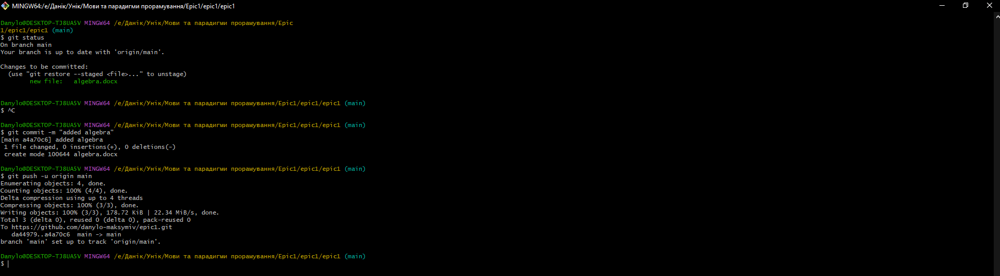 MINGW64:/e/Данік/Унік/Мови та парадигми прорамування/Epic1/epic1/epic1
Danylo@DESKTOP-TJ8UA5V MINGW64 /e/Данік/Унік/Мови та парадигми прорамування/Epic
1/epic1/epic1 (main)
$ git status
On branch main
Your branch is up to date with 'origin/main'.
Changes to be committed:
  (use "git restore --staged <file>..." to unstage)
        new file:   algebra.docx
Danylo@DESKTOP-TJ8UA5V MINGW64 /e/Данік/Унік/Мови та парадигми прорамування/Epic1/epic1/epic1 (main)
$ ^C
Danylo@DESKTOP-TJ8UA5V MINGW64 /e/Данік/Унік/Мови та парадигми прорамування/Epic1/epic1/epic1 (main)
$ git commit -m "added algebra"
[main a4a70c6] added algebra
 1 file changed, 0 insertions(+), 0 deletions(-)
 create mode 100644 algebra.docx
Danylo@DESKTOP-TJ8UA5V MINGW64 /e/Данік/Унік/Мови та парадигми прорамування/Epic1/epic1/epic1 (main)
$ git push -u origin main
Enumerating objects: 4, done.
Counting objects: 100% (4/4), done.
Delta compression using up to 4 threads
Compressing objects: 100% (3/3), done.
Writing objects: 100% (3/3), 178.72 KiB | 22.34 MiB/s, done.
Total 3 (delta 0), reused 0 (delta 0), pack-reused 0
To https://github.com/danylo-maksymiv/epic1.git
   da44979..a4a70c6  main -> main
branch 'main' set up to track 'origin/main'.
Danylo@DESKTOP-TJ8UA5V MINGW64 /e/Данік/Унік/Мови та парадигми прорамування/Epic1/epic1/epic1 (main)
$